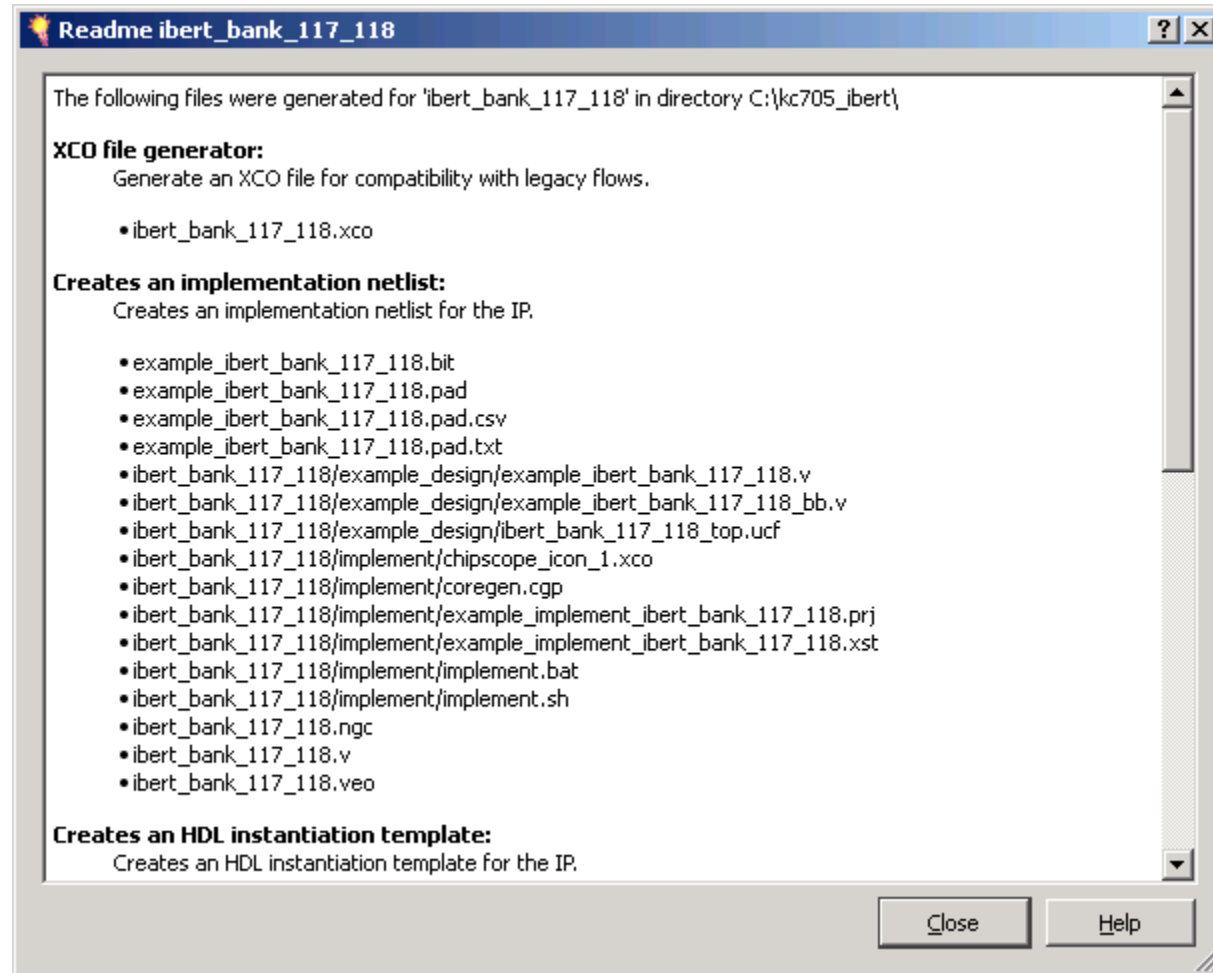 Readme ibert_bank_117_118
The following files were generated for 'ibert_bank_117_118' in directory C:\kc705_ibert\
XCO file generator:
Generate an XCO file for compatibility with legacy flows.
•ibert_bank_117_118.xco
Creates an implementation netlist:
Creates an implementation netlist for the IP.
•example_ibert_bank_117_118.bit
•example_ibert_bank_117_118.pad
•example_ibert_bank_117_118.pad.csv
•example_ibert_bank_117_118.pad.txt
•ibert_bank_117_118/example_design/example_ibert_bank_117_118.v
•ibert_bank_117_118/example_design/example_ibert_bank_117_118_bb.v
•ibert_bank_117_118/example_design/ibert_bank_117_118_top.ucf
•ibert_bank_117_118/implement/chipscope_icon_1.xco
•ibert_bank_117_118/implement/coregen.cgp
•ibert_bank_117_118/implement/example_implement_ibert_bank_117_118.prj
•ibert_bank_117_118/implement/example_implement_ibert_bank_117_118.xst
•ibert_bank_117_118/implement/implement.bat
•ibert_bank_117_118/implement/implement.sh
•ibert_bank_117_118.ngc
•ibert_bank_117_118.v
•ibert_bank_117_118.veo
Creates an HDL instantiation template:
Creates an HDL instantiation template for the IP.
Close Help